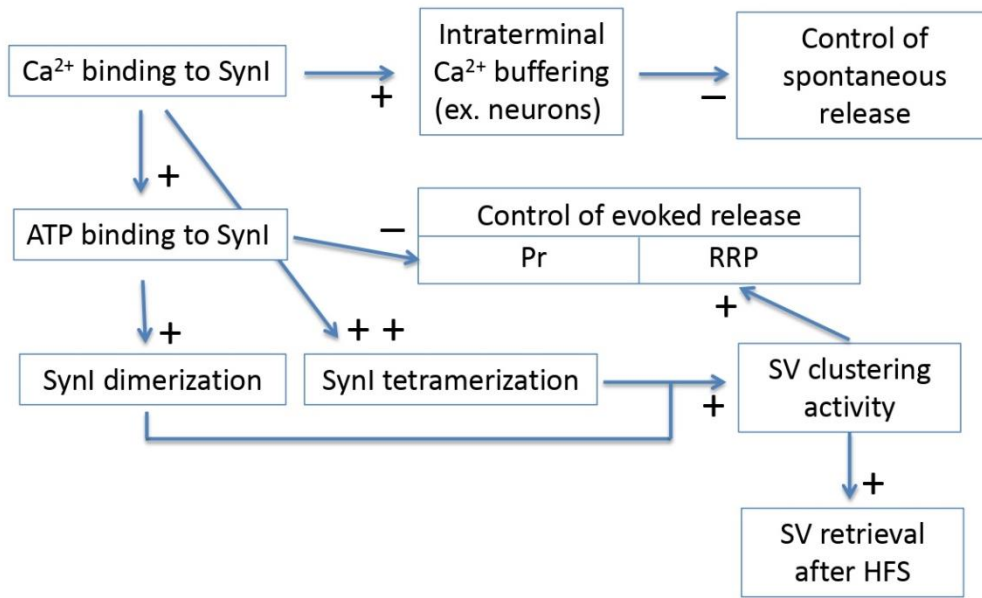 Ca²⁺ binding to SynI
+
Intraterminal
Ca²⁺ buffering
(ex. neurons)
−
Control of
spontaneous
release
+
ATP binding to SynI
−
Control of evoked release
Pr
RRP
+
+
+ +
SynI dimerization
SynI tetramerization
+
SV clustering
activity
+
SV retrieval
after HFS